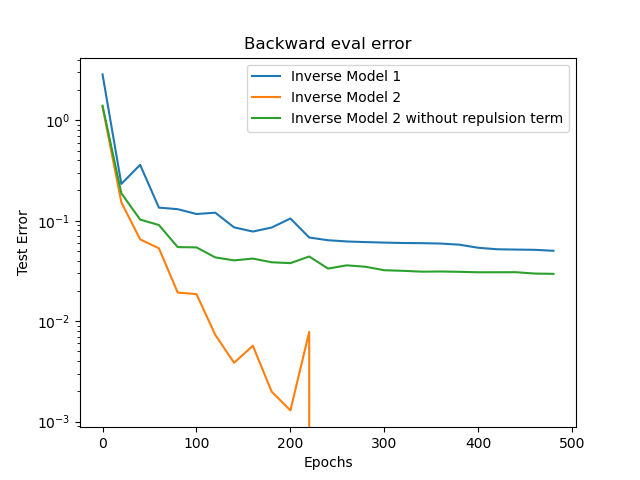 Backward eval error
Inverse Model 1
Inverse Model 2
Inverse Model 2 without repulsion term
Test Error
10⁰
10⁻¹
10⁻²
10⁻³
0 100 200 300 400 500
Epochs